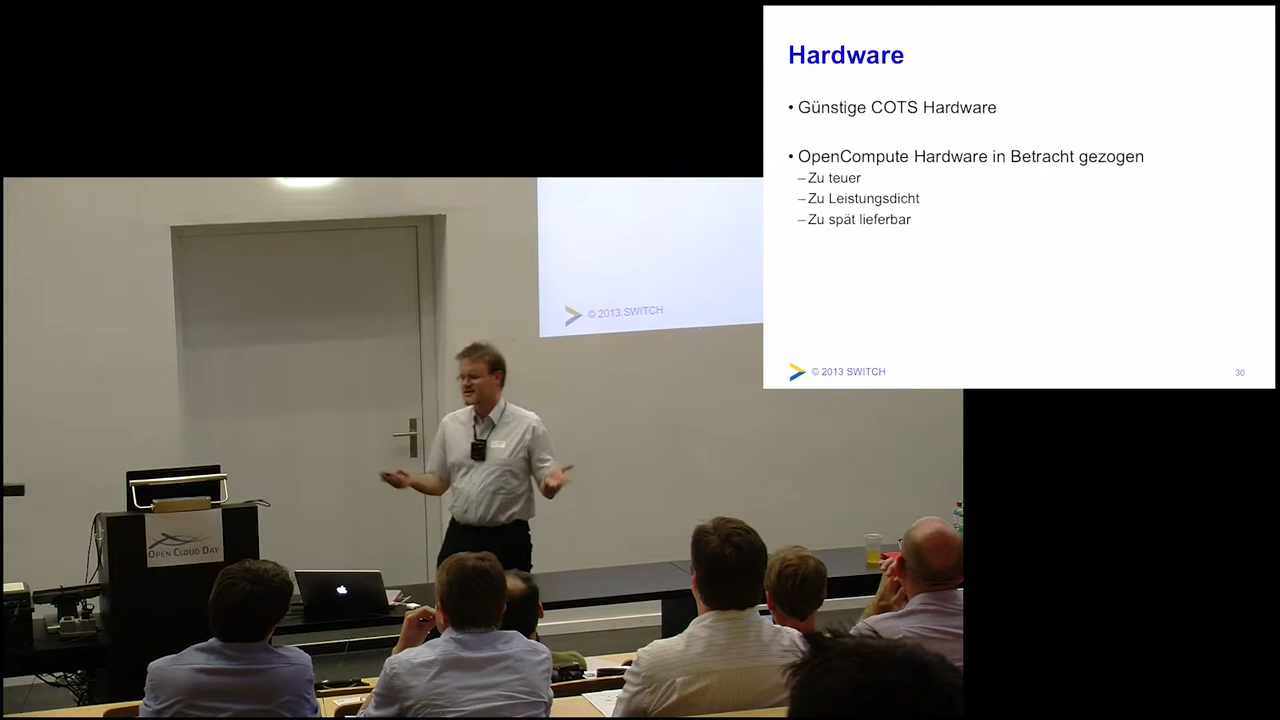 Hardware
• Günstige COTS Hardware
• OpenCompute Hardware in Betracht gezogen
–Zu teuer
–Zu Leistungsdicht
–Zu spät lieferbar
© 2013 SWITCH
30
© 2013 SWITCH
OPEN CLOUD DAY